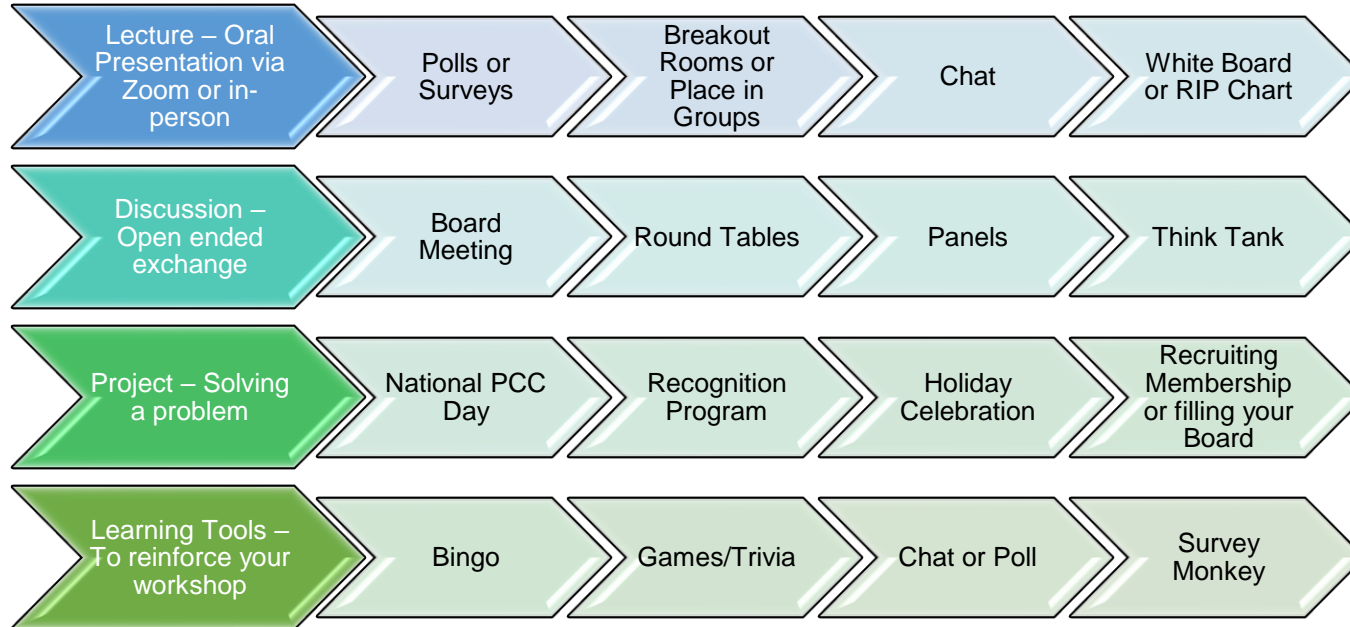 Lecture – Oral
Presentation via
Zoom or in-
person
Polls or
Surveys
Breakout
Rooms or
Place in
Groups
Chat
White Board
or RIP Chart
Discussion –
Open ended
exchange
Board
Meeting
Round Tables
Panels
Think Tank
Project – Solving
a problem
National PCC
Day
Recognition
Program
Holiday
Celebration
Recruiting
Membership
or filling your
Board
Learning Tools –
To reinforce your
workshop
Bingo
Games/Trivia
Chat or Poll
Survey
Monkey